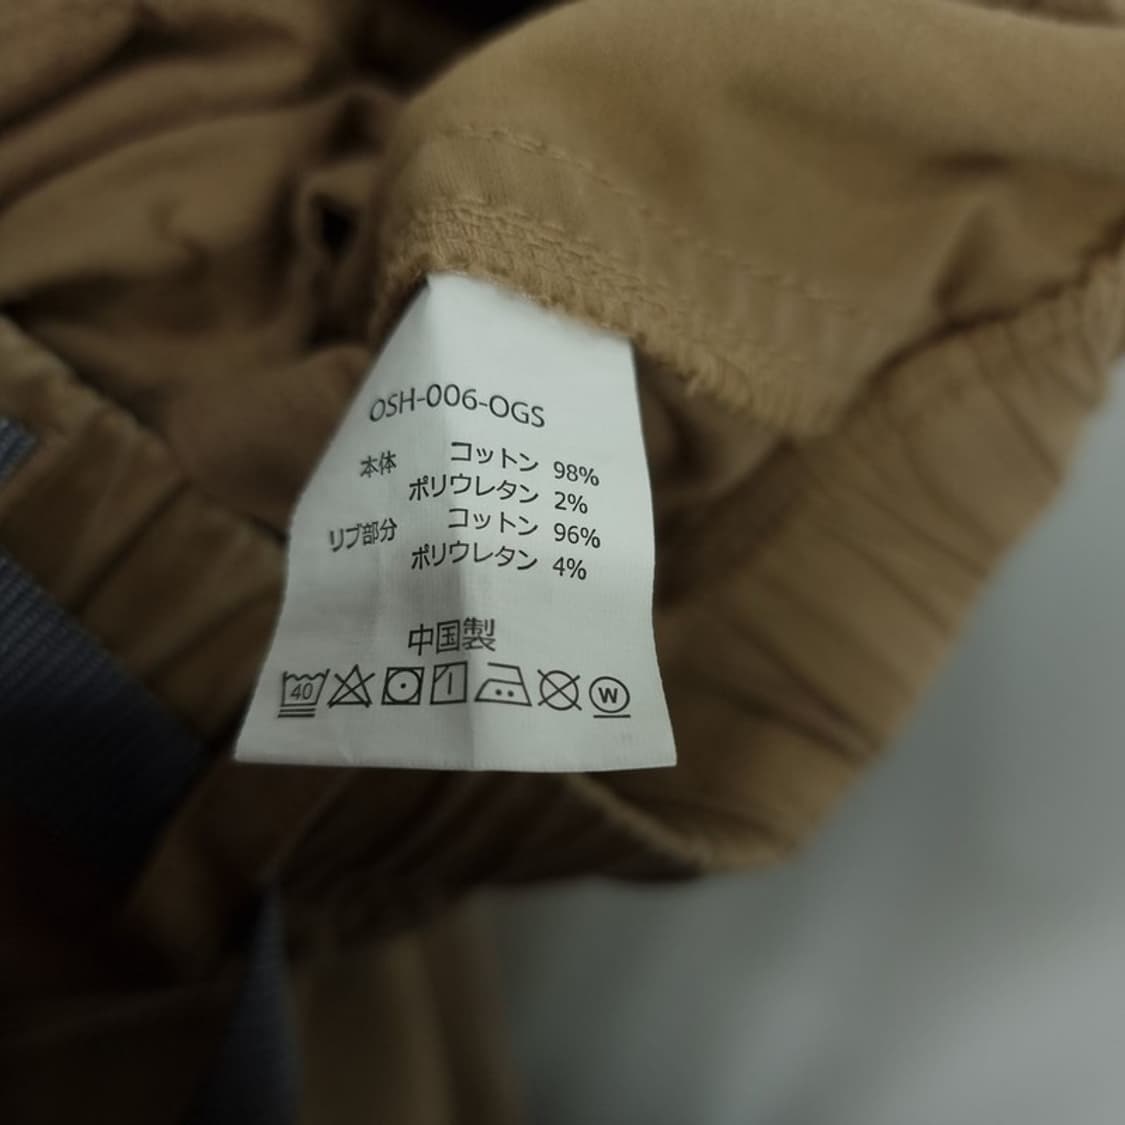 OSH-006-OGS
本体 コットン 98%
ポリウレタン 2%
リブ部分 コットン 96%
ポリウレタン 4%
中国製
40 W